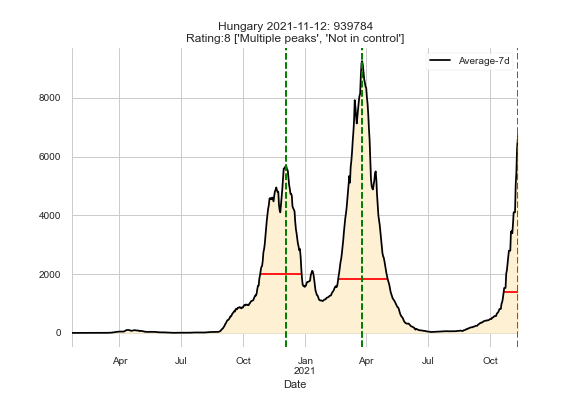 Hungary 2021-11-12: 939784
Rating:8 ['Multiple peaks', 'Not in control']
Average-7d
8000
6000
4000
2000
0
Apr
Jul
Oct
Jan
2021
Apr
Jul
Oct
Date